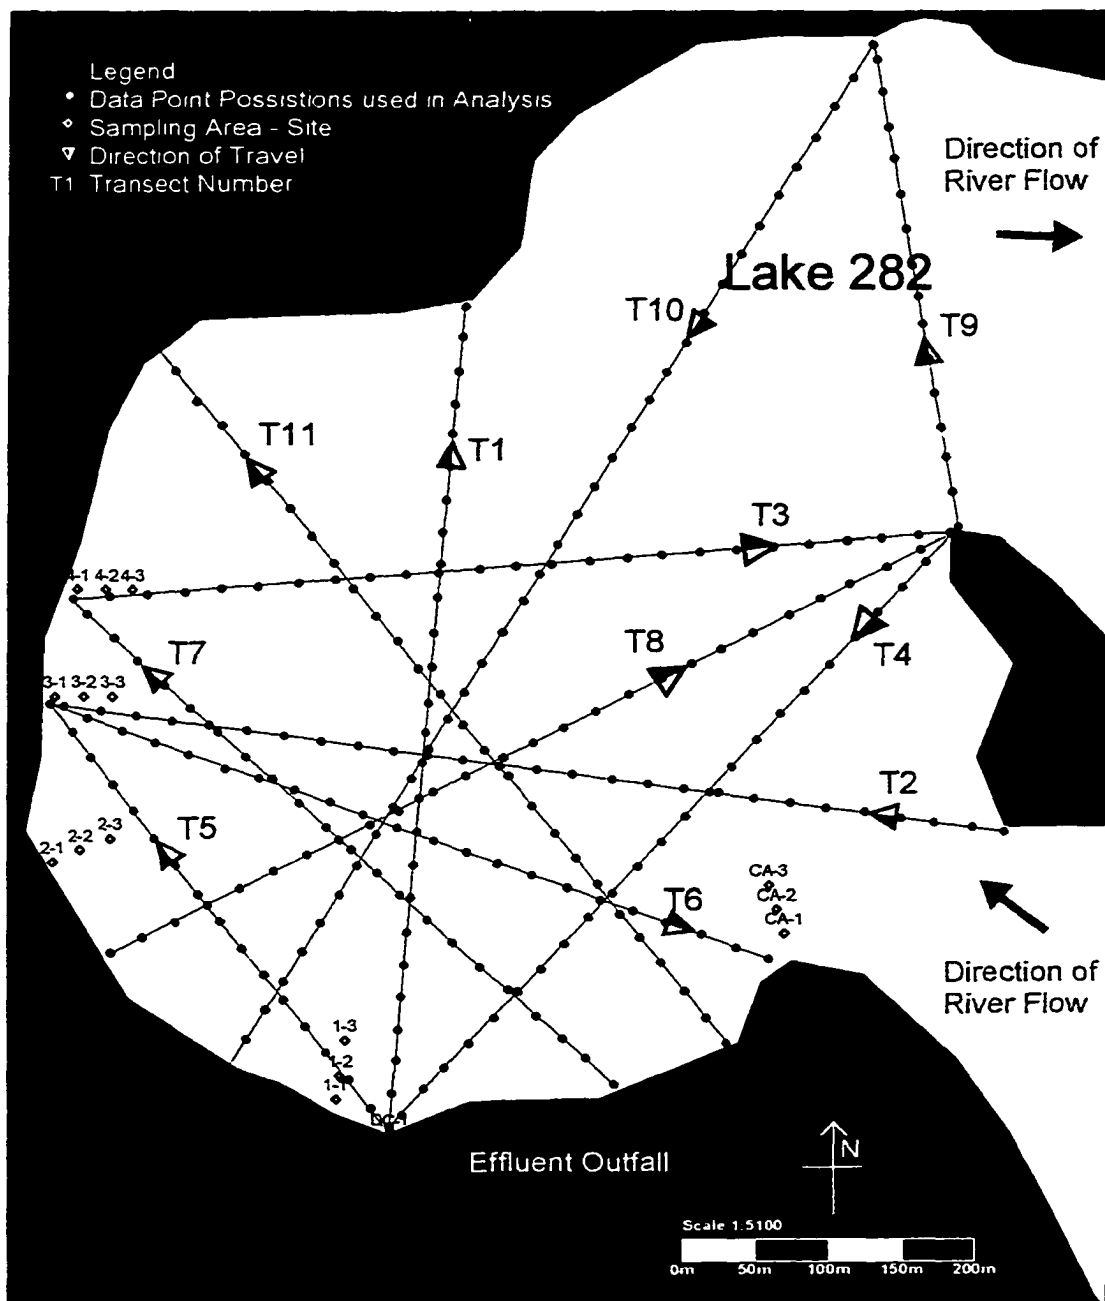 Legend
Data Point Possistions used in Analysis
Sampling Area - Site
Direction of Travel
T1 Transect Number
Direction of
River Flow
Lake 282
T10
T9
T11
T1
T3
4-1 4-2 4-3
T7
T8
T4
3-1 3-2 3-3
T2
T5
2-1 2-2 2-3
CA-3
CA-2
CA-1
T6
Direction of
River Flow
1-3
1-2
1-1
Effluent Outfall
N
Scale 1:5100
0m 50m 100m 150m 200m